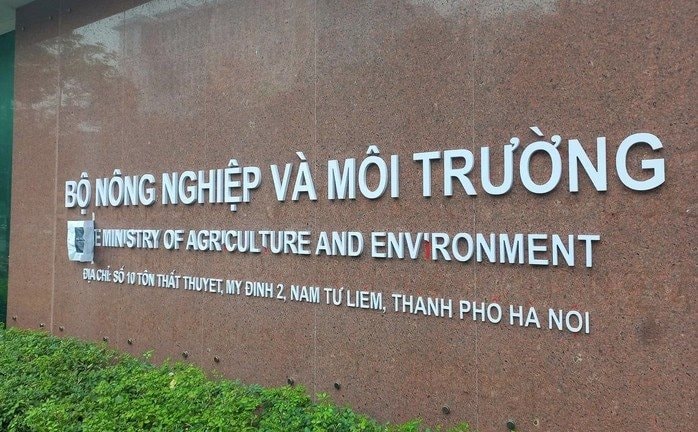 BỘ NÔNG NGHIỆP VÀ MÔI TRƯỜNG
MINISTRY OF AGRICULTURE AND ENVIRONMENT
ĐỊA CHỈ: SỐ 10 TÔN THẤT THUYẾT, MỸ ĐÌNH 2, NAM TỪ LIÊM, THÀNH PHỐ HÀ NỘI